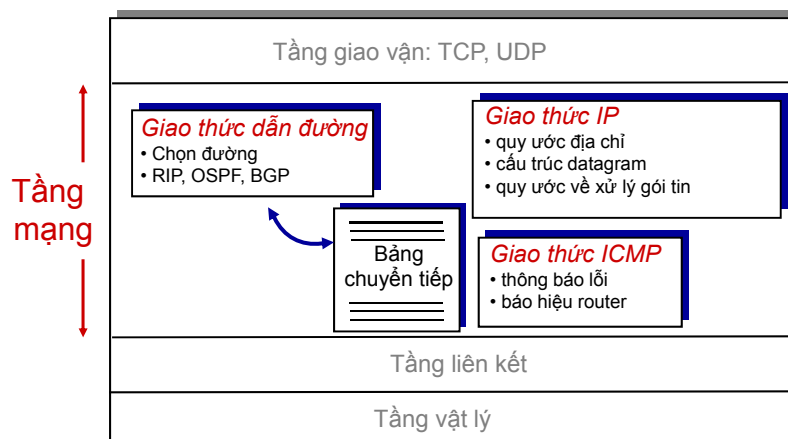 Tầng giao vận: TCP, UDP
Tầng
mạng
Giao thức dẫn đường
• Chọn đường
• RIP, OSPF, BGP
Bảng
chuyển tiếp
Giao thức IP
• quy ước địa chỉ
• cấu trúc datagram
• quy ước về xử lý gói tin
Giao thức ICMP
• thông báo lỗi
• báo hiệu router
Tầng liên kết
Tầng vật lý